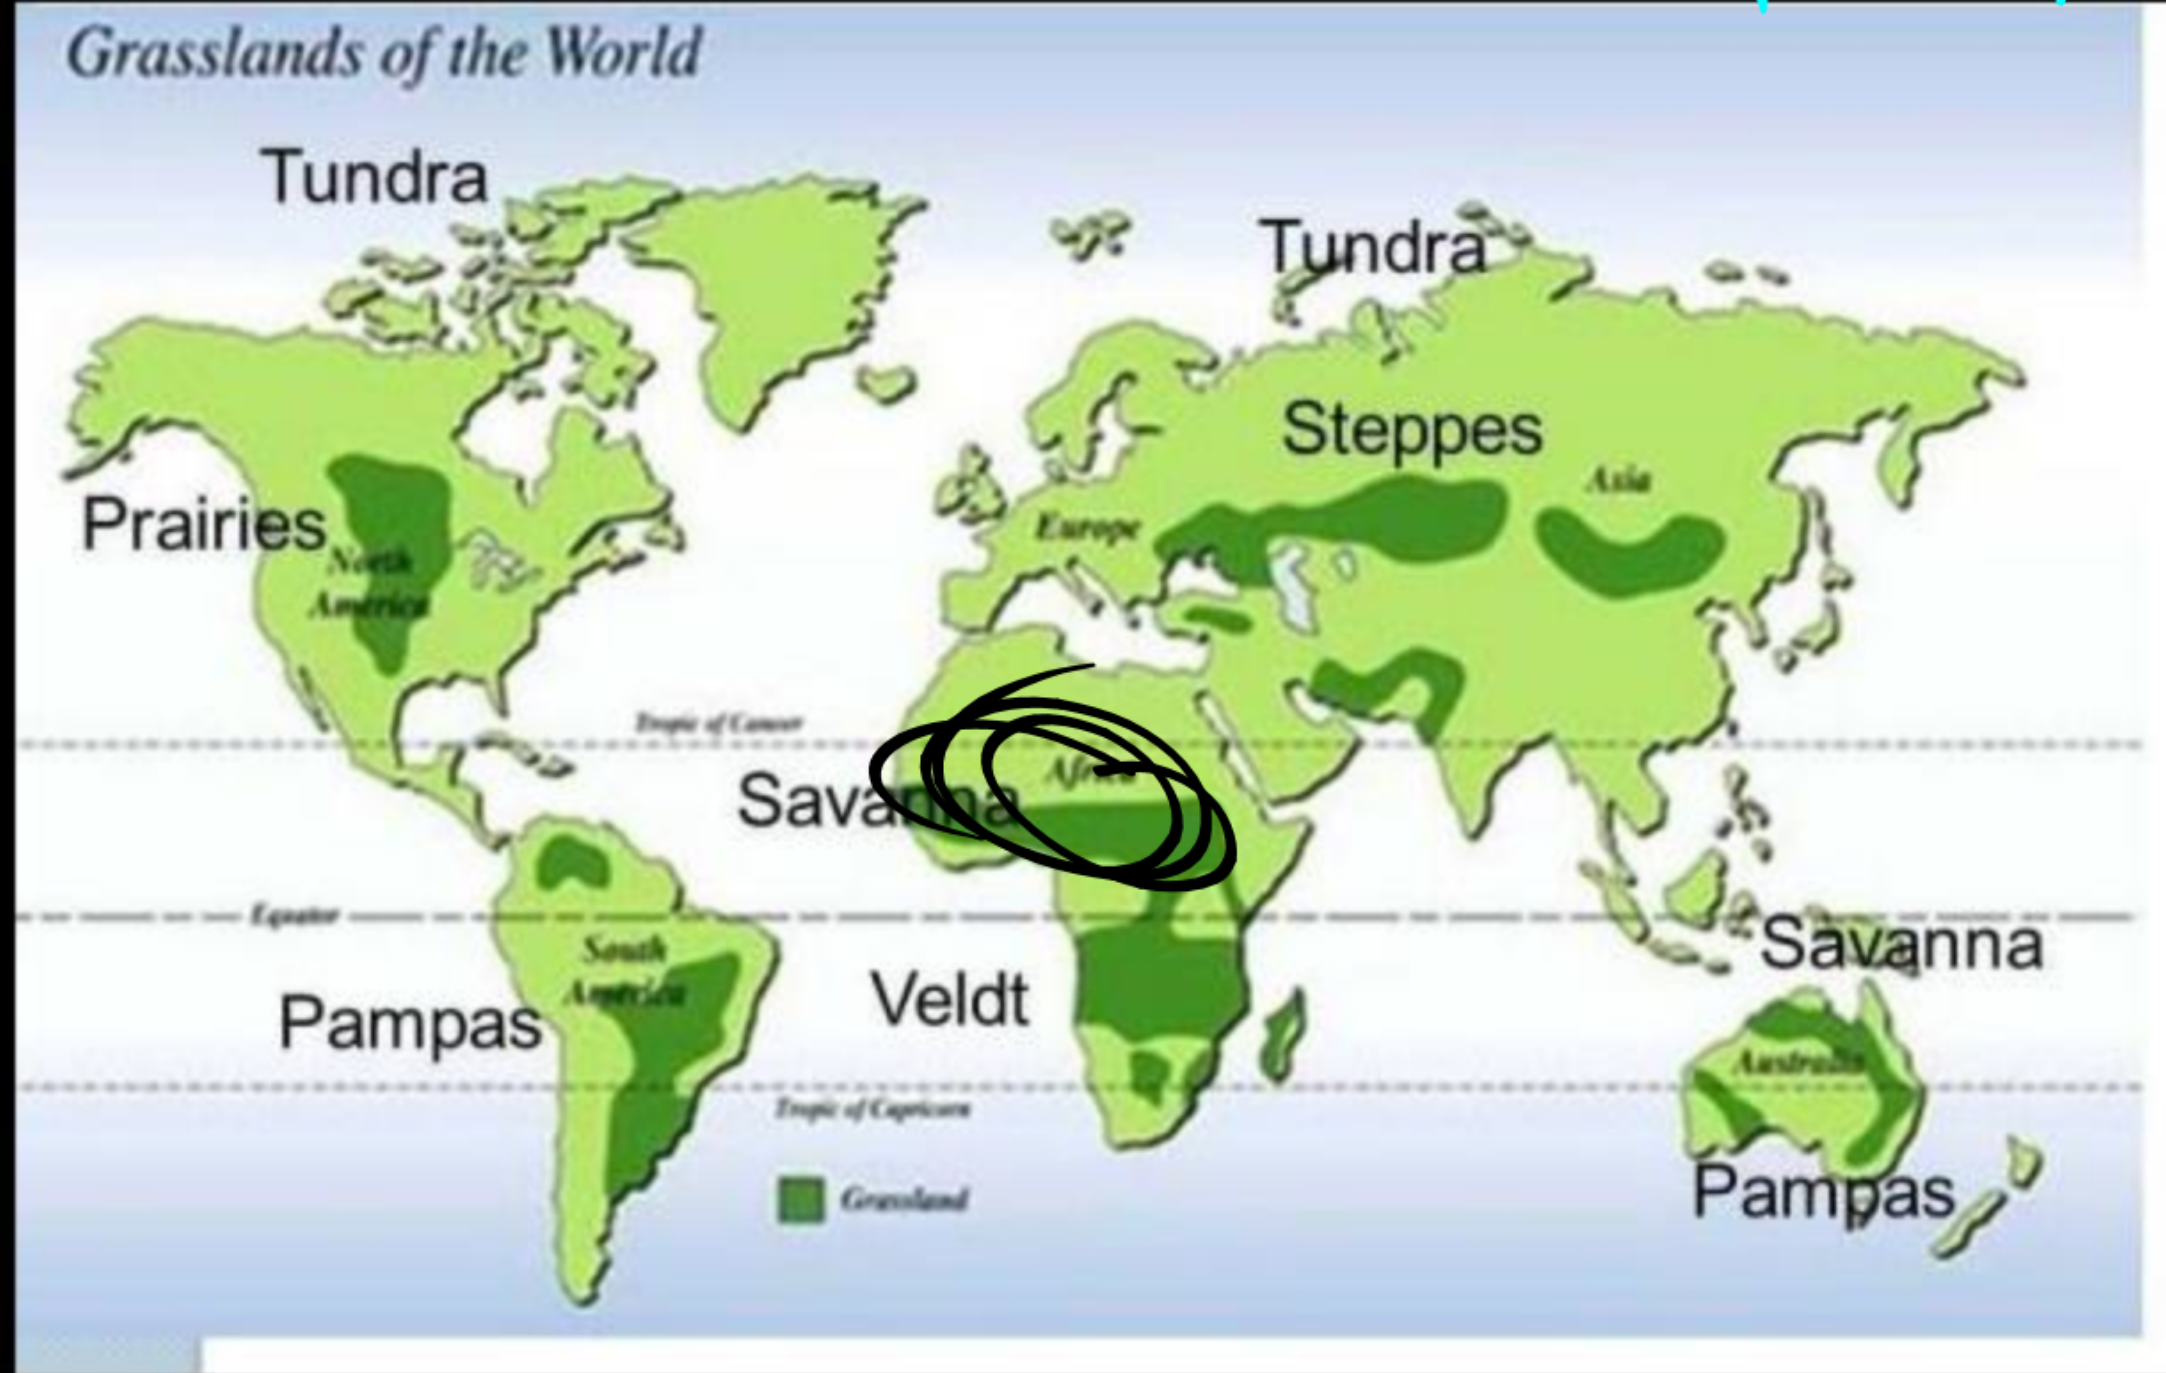 Grasslands of the World
Tundra
Tundra
Steppes
Asia
Prairies
Europe
North
America
Tropic of Cancer
Africa
Savanna
Equator
South
America
Savanna
Pampas
Veldt
Australia
Tropic of Capricorn
Pampas
Grassland